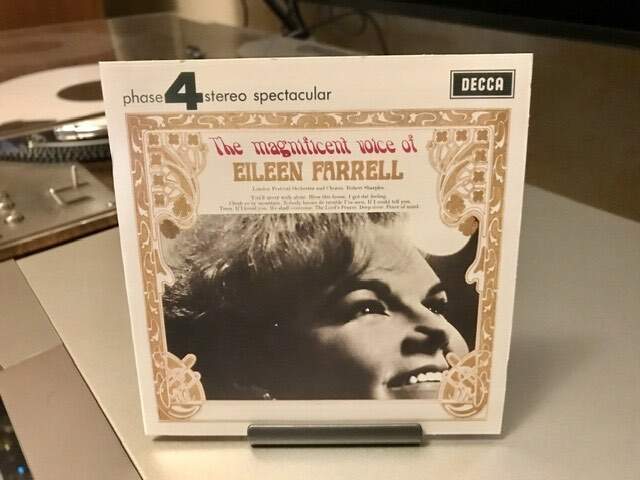 phase 4 stereo spectacular
DECCA
The magnificent voice of
EILEEN FARRELL
London Festival Orchestra and Chorus Robert Sharples
You'll never walk alone. Bless this house. I got dat feeling.
Climb ev'ry mountain. Nobody knows de trouble I've seen. If I could tell you.
Trees. If I loved you. We shall overcome. The Lord's Prayer. Deep river. Peace of mind.